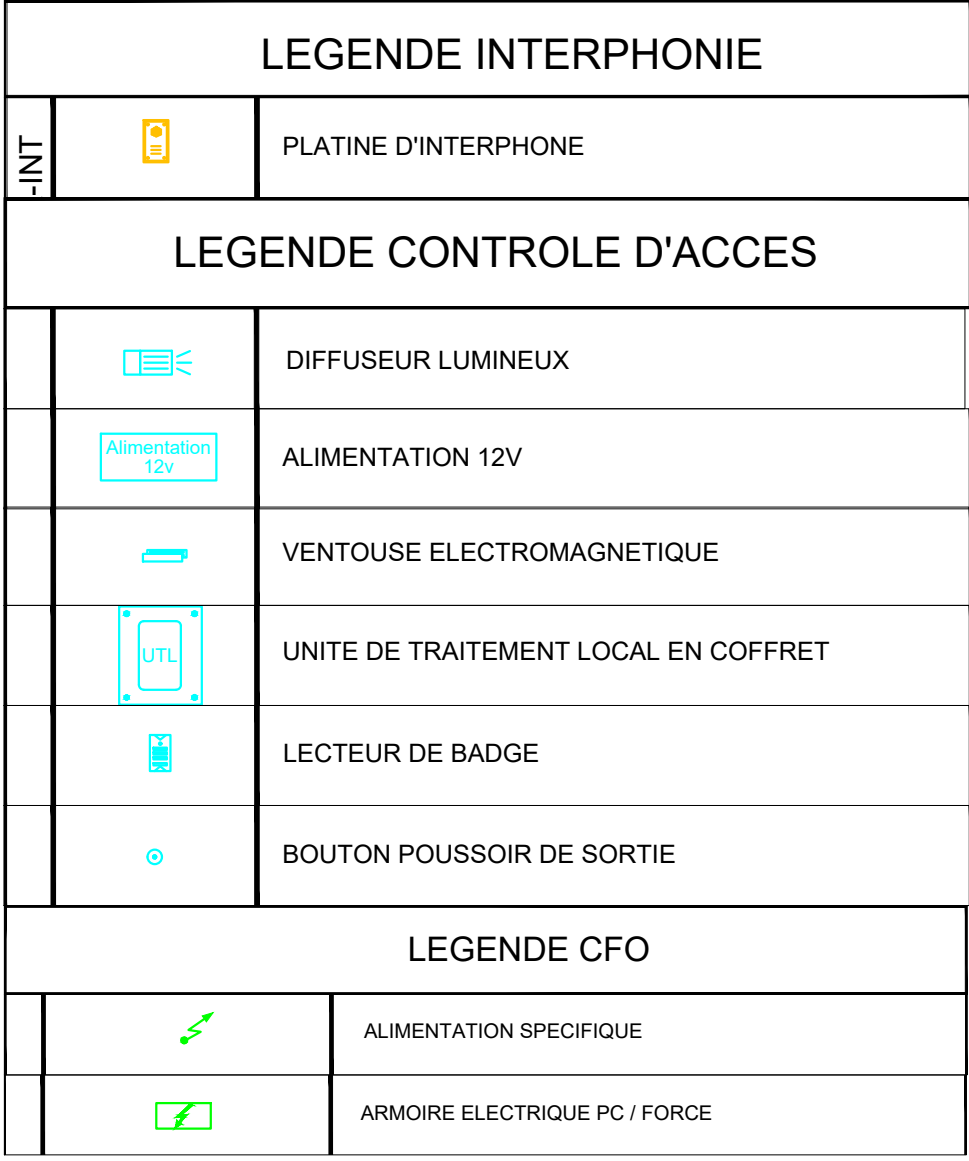 LEGENDE INTERPHONIE
-INT
PLATINE D'INTERPHONE
LEGENDE CONTROLE D'ACCES
DIFFUSEUR LUMINEUX
Alimentation
12v
ALIMENTATION 12V
VENTOUSE ELECTROMAGNETIQUE
UTL
UNITE DE TRAITEMENT LOCAL EN COFFRET
LECTEUR DE BADGE
BOUTON POUSSOIR DE SORTIE
LEGENDE CFO
ALIMENTATION SPECIFIQUE
ARMOIRE ELECTRIQUE PC / FORCE